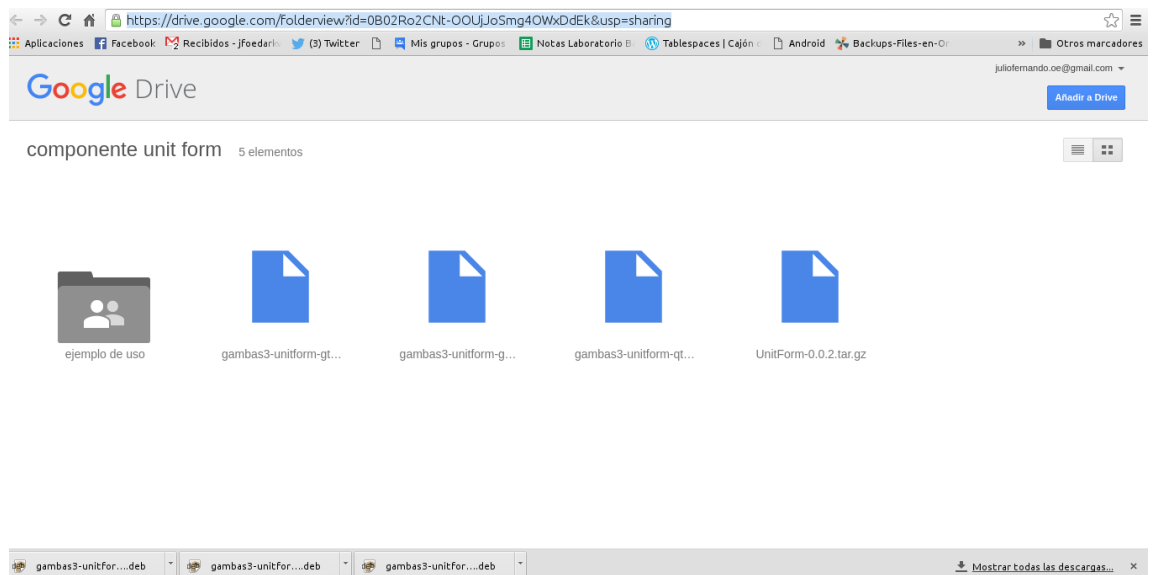 https://drive.google.com/folderview?id=0B02Ro2CNt-OOUjJoSmg4OWxDdEk&usp=sharing
Aplicaciones Facebook Recibidos - jfoedark (3) Twitter Mis grupos - Grupos Notas Laboratorio B Tablespaces | Cajón Android Backups-Files-en-Or » Otros marcadores
juliofernando.oe@gmail.com
Google Drive
Añadir a Drive
componente unit form 5 elementos
ejemplo de uso gambas3-unitform-gt... gambas3-unitform-g... gambas3-unitform-qt... UnitForm-0.0.2.tar.gz
gambas3-unitfor....deb gambas3-unitfor....deb gambas3-unitfor....deb Mostrar todas las descargas... ×